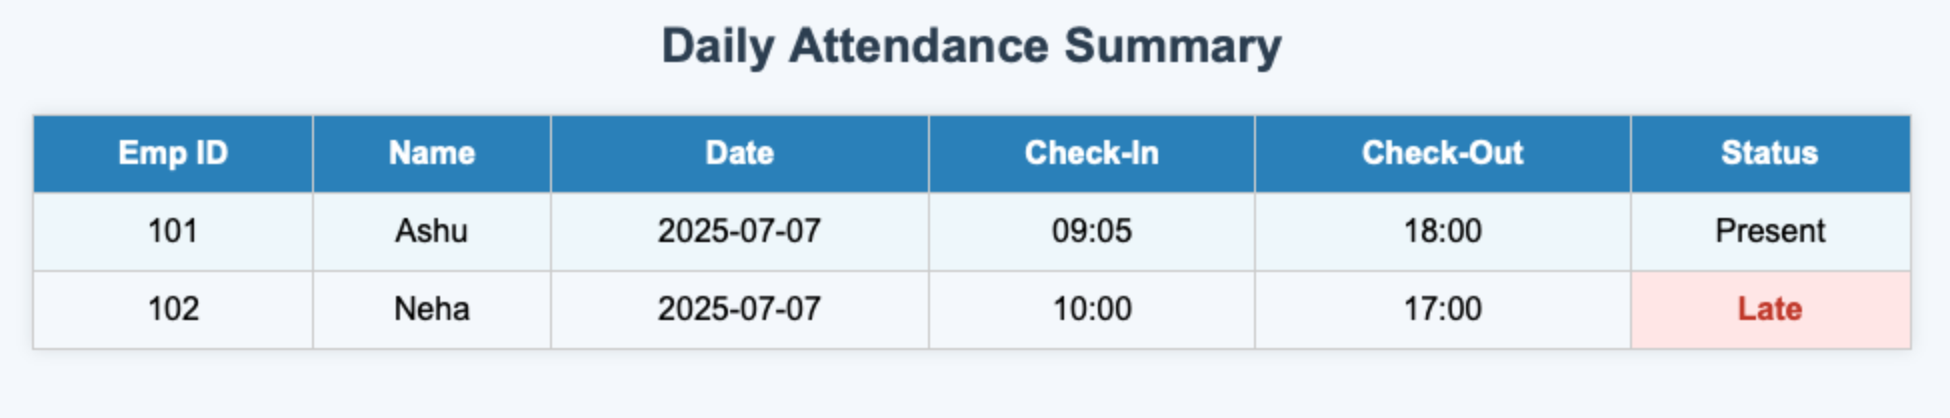 Daily Attendance Summary
Emp ID Name Date Check-In Check-Out Status
101 Ashu 2025-07-07 09:05 18:00 Present
102 Neha 2025-07-07 10:00 17:00 Late